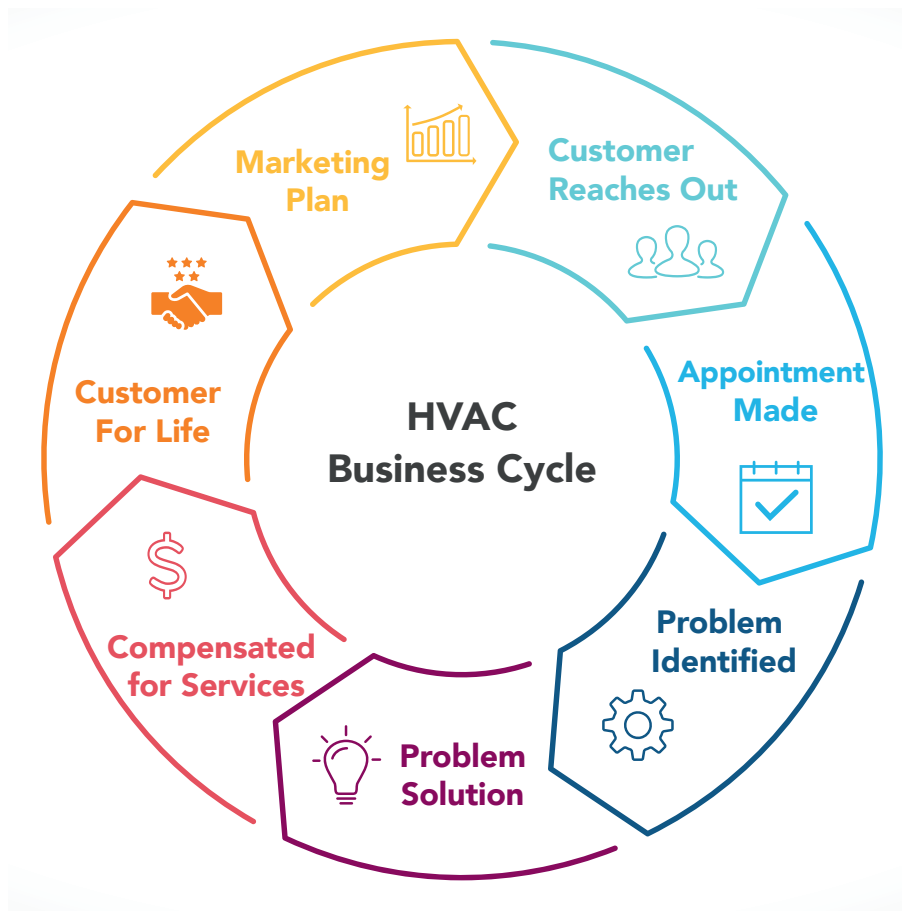 Marketing
Plan
Customer
Reaches Out
Appointment
Made
Problem
Identified
Problem
Solution
Compensated
for Services
Customer
For Life
HVAC
Business Cycle